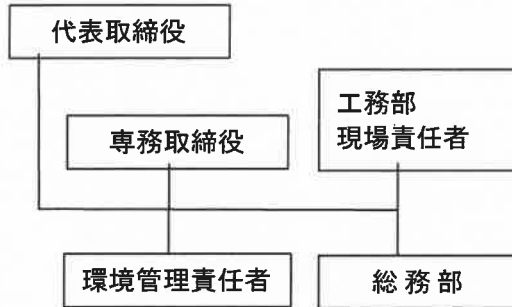 代表取締役
専務取締役
工務部
現場責任者
環境管理責任者
総務部